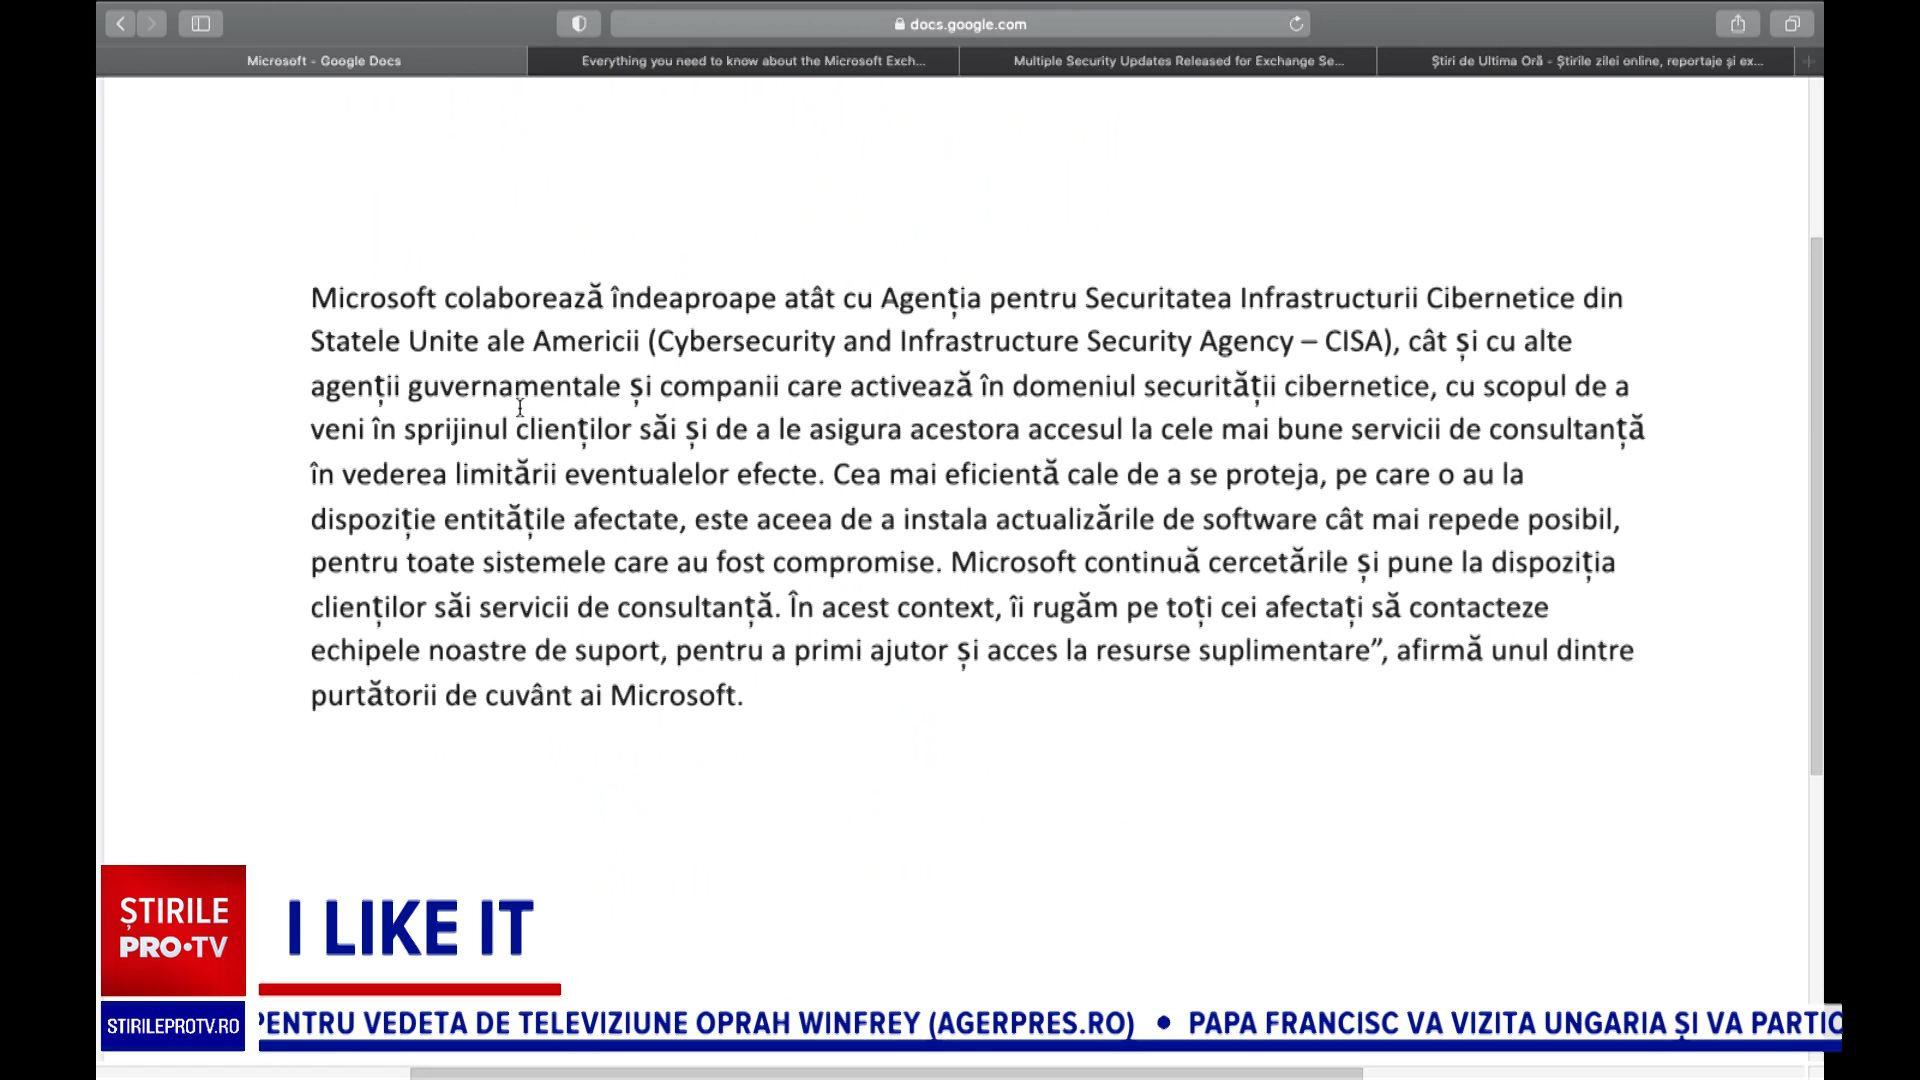 docs.google.com
Microsoft - Google Docs
Everything you need to know about the Microsoft Exch...
Multiple Security Updates Released for Exchange Se...
Știri de Ultima Oră - Știrile zilei online, reportaje și ex...
Microsoft colaborează îndeaproape atât cu Agenția pentru Securitatea Infrastructurii Cibernetice din
Statele Unite ale Americii (Cybersecurity and Infrastructure Security Agency – CISA), cât și cu alte
agenții guvernamentale și companii care activează în domeniul securității cibernetice, cu scopul de a
veni în sprijinul clienților săi și de a le asigura acestora accesul la cele mai bune servicii de consultanță
în vederea limitării eventualelor efecte. Cea mai eficientă cale de a se proteja, pe care o au la
dispoziție entitățile afectate, este aceea de a instala actualizările de software cât mai repede posibil,
pentru toate sistemele care au fost compromise. Microsoft continuă cercetările și pune la dispoziția
clienților săi servicii de consultanță. În acest context, îi rugăm pe toți cei afectați să contacteze
echipele noastre de suport, pentru a primi ajutor și acces la resurse suplimentare”, afirmă unul dintre
purtătorii de cuvânt ai Microsoft.
ȘTIRILE
PRO•TV
I LIKE IT
STIRILEPROTV.RO
PENTRU VEDETA DE TELEVIZIUNE OPRAH WINFREY (AGERPRES.RO) • PAPA FRANCISC VA VIZITA UNGARIA ȘI VA PARTIC